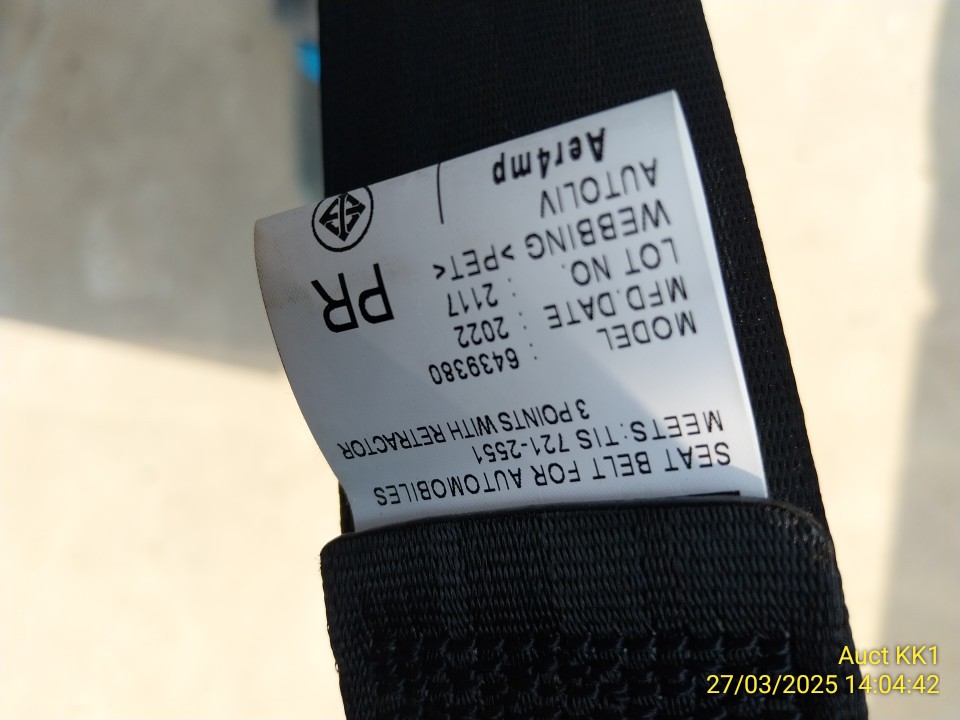 SEAT BELT FOR AUTOMOBILES
MEETS:TIS 721-2551
3 POINTS WITH RETRACTOR
MODEL : 6439380
MFD.DATE : 2022
LOT NO. : 2117
WEBBING >PET<
AUTOLIV
Aer4mp
PR
Auct KK1
27/03/2025 14:04:42